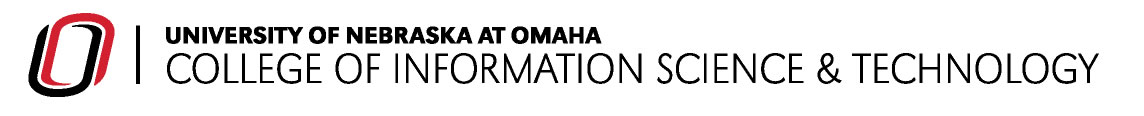 UNIVERSITY OF NEBRASKA AT OMAHA
COLLEGE OF INFORMATION SCIENCE & TECHNOLOGY